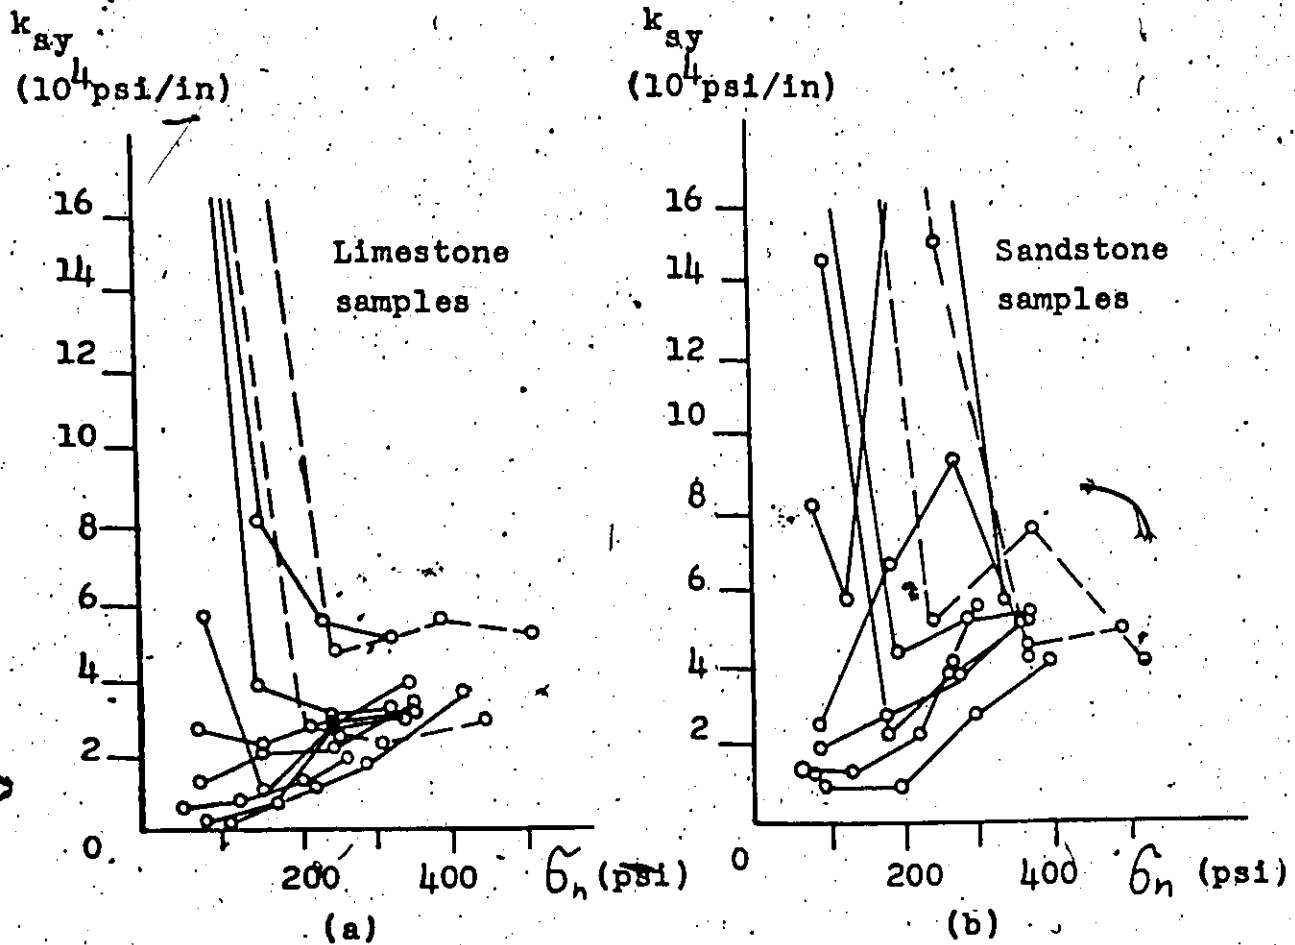 k_sy
(10^4 psi/in)
16
14
12
10
8
6
4
2
0
200
400
σn (psi)
Limestone
samples
(a)
k_sy
(10^4 psi/in)
16
14
12
10
8
6
4
2
0
200
400
σn (psi)
Sandstone
samples
(b)